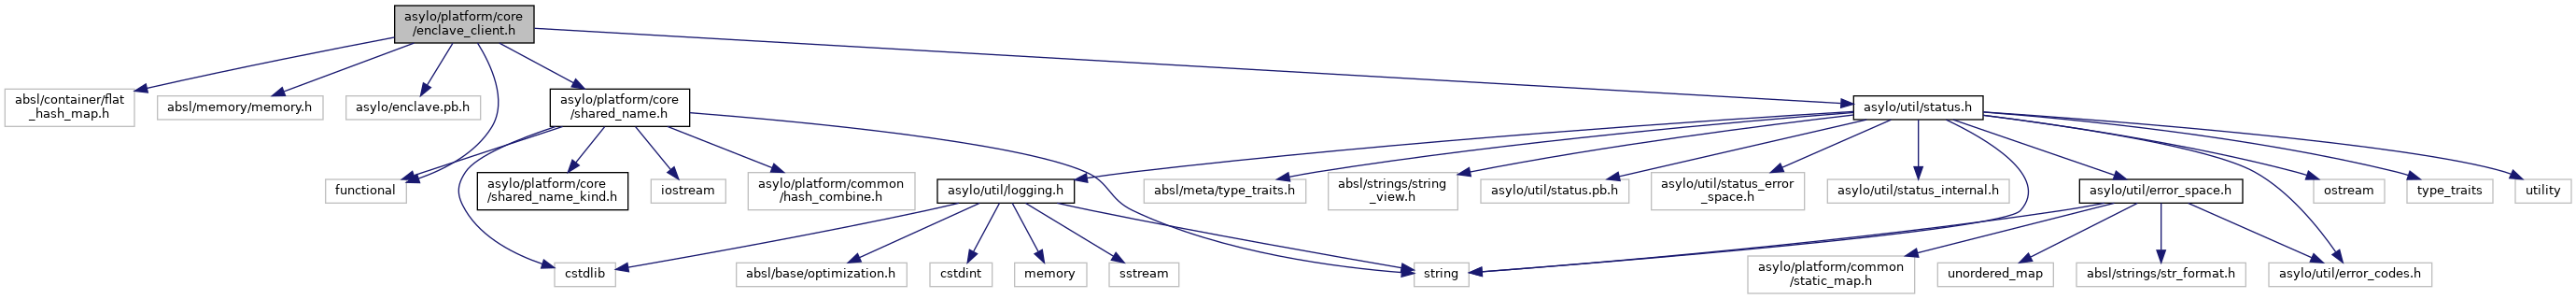 asylo/platform/core
/enclave_client.h
absl/container/flat
_hash_map.h
absl/memory/memory.h
asylo/enclave.pb.h
asylo/platform/core
/shared_name.h
asylo/util/status.h
functional
asylo/platform/core
/shared_name_kind.h
iostream
asylo/platform/common
/hash_combine.h
asylo/util/logging.h
absl/meta/type_traits.h
absl/strings/string
_view.h
asylo/util/status.pb.h
asylo/util/status_error
_space.h
asylo/util/status_internal.h
asylo/util/error_space.h
ostream
type_traits
utility
cstdlib
absl/base/optimization.h
cstdint
memory
sstream
string
asylo/platform/common
/static_map.h
unordered_map
absl/strings/str_format.h
asylo/util/error_codes.h